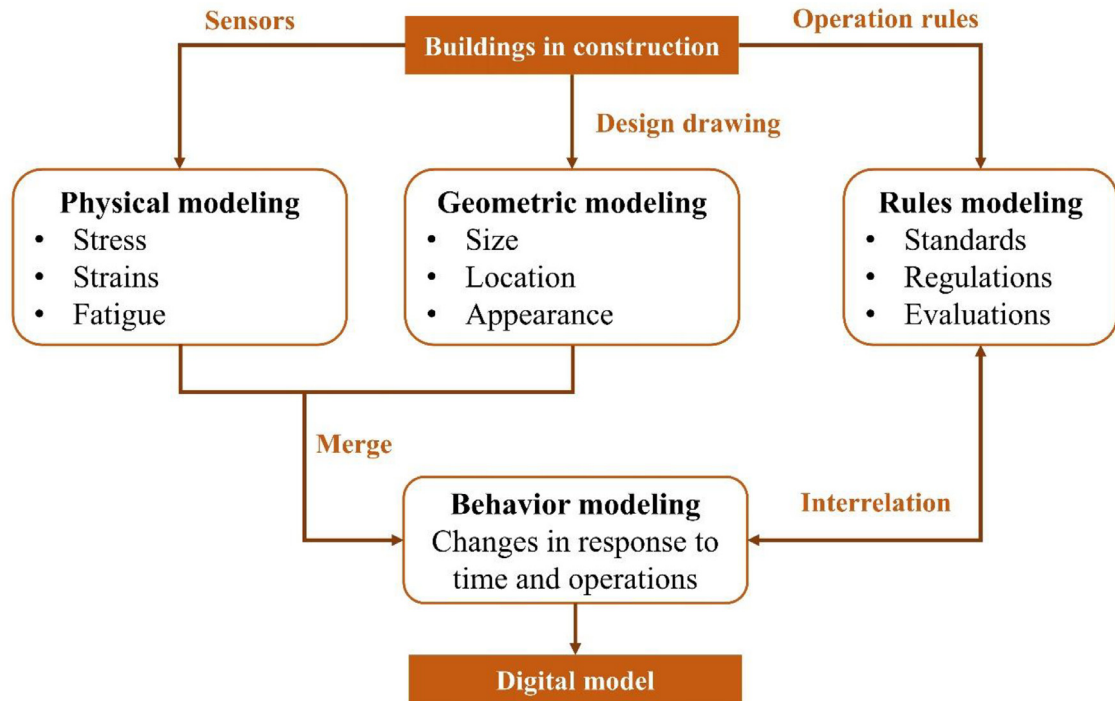 Sensors
Buildings in construction
Operation rules
Design drawing
Physical modeling
• Stress
• Strains
• Fatigue
Geometric modeling
• Size
• Location
• Appearance
Rules modeling
• Standards
• Regulations
• Evaluations
Merge
Behavior modeling
Changes in response to
time and operations
Interrelation
Digital model